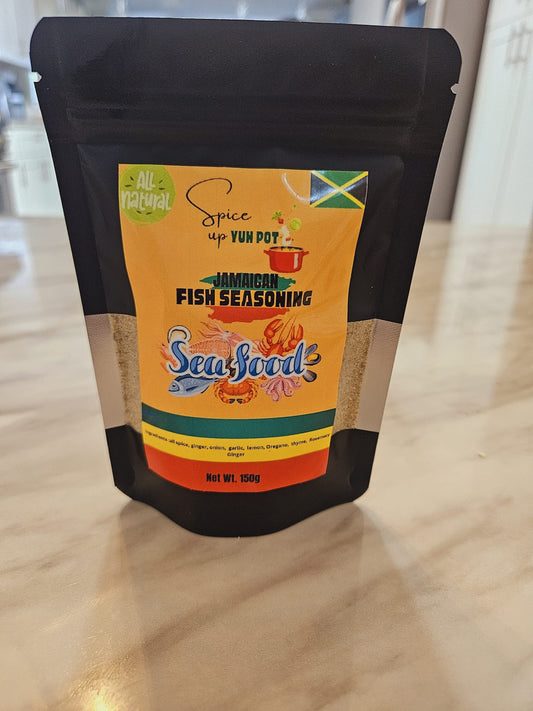 ALL
natural
Spice
up YUH POT
JAMAICAN
FISH SEASONING
Sea food
Ingredients :all spice, ginger, onion, garlic, lemon, Oregano, thyme, Rosemary
Ginger
Net Wt. 150g